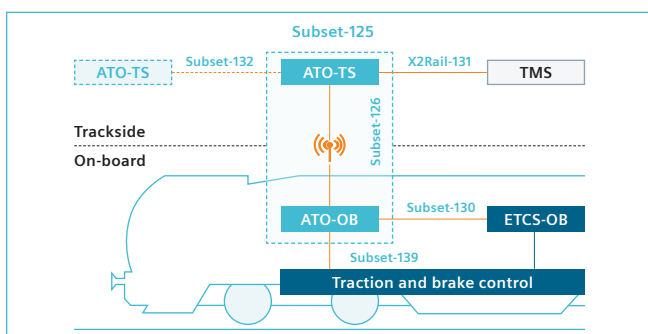 Subset-125
ATO-TS
Subset-132
ATO-TS
X2Rail-131
TMS
Subset-126
Trackside
On-board
ATO-OB
Subset-130
ETCS-OB
Subset-139
Traction and brake control